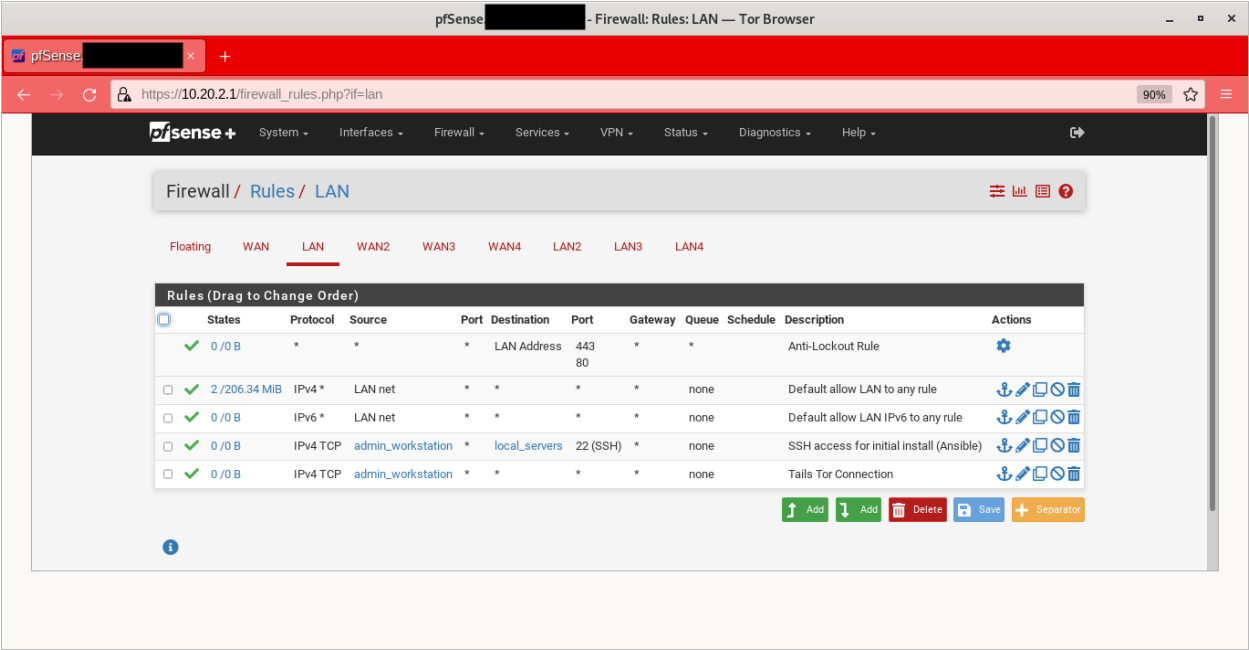 pfSense. - Firewall: Rules: LAN — Tor Browser
pf pfSense.
https://10.20.2.1/firewall_rules.php?if=lan 90%
pfsense + System Interfaces Firewall Services VPN Status Diagnostics Help
Firewall / Rules / LAN
Floating WAN LAN WAN2 WAN3 WAN4 LAN2 LAN3 LAN4
Rules (Drag to Change Order)
States Protocol Source Port Destination Port Gateway Queue Schedule Description Actions
0 /0 B * * * LAN Address 443 * * Anti-Lockout Rule
80
2 /206.34 MiB IPv4 * LAN net * * * * none Default allow LAN to any rule
0 /0 B IPv6 * LAN net * * * * none Default allow LAN IPv6 to any rule
0 /0 B IPv4 TCP admin_workstation * local_servers 22 (SSH) * none SSH access for initial install (Ansible)
0 /0 B IPv4 TCP admin_workstation * * * * none Tails Tor Connection
Add Add Delete Save Separator